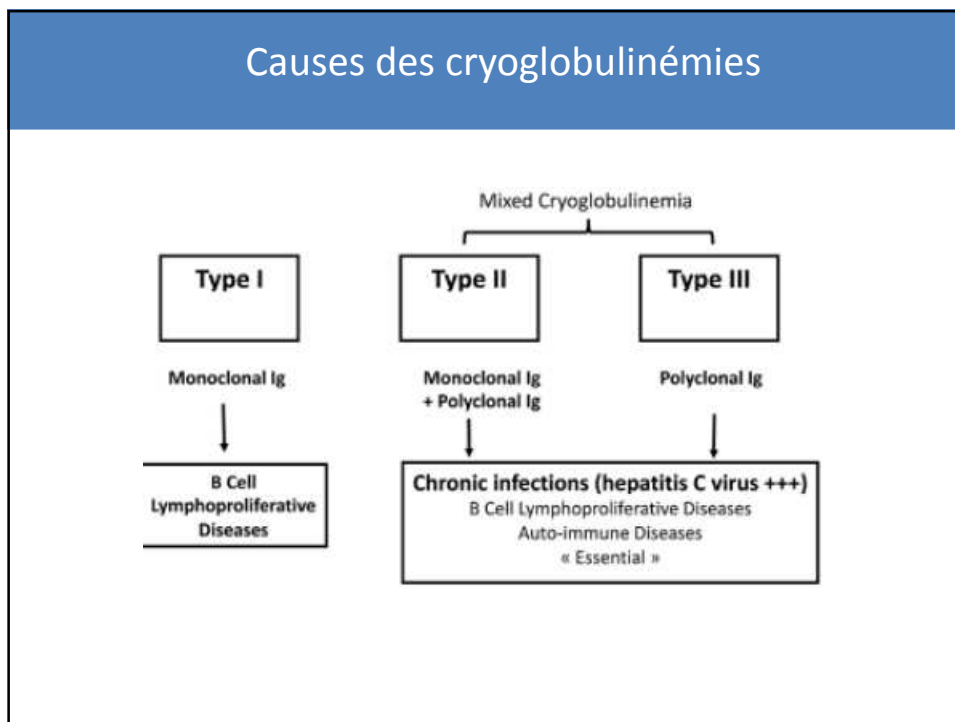 Causes des cryoglobulinémies
Mixed Cryoglobulinemia
Type I
Type II
Type III
Monoclonal Ig
Monoclonal Ig
+ Polyclonal Ig
Polyclonal Ig
B Cell
Lymphoproliferative
Diseases
Chronic infections (hepatitis C virus +++)
B Cell Lymphoproliferative Diseases
Auto-immune Diseases
« Essential »